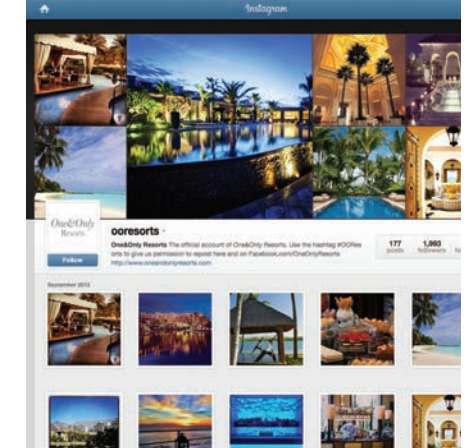 Instagram
One&Only
Resorts
Follow
ooresorts
One&Only Resorts The official account of One&Only Resorts. Use the hashtag #OORes
orts to give us permission to repost here and on Facebook.com/OneOnlyResorts
http://www.oneandonlyresorts.com
177
posts
1,993
followers
September 2013